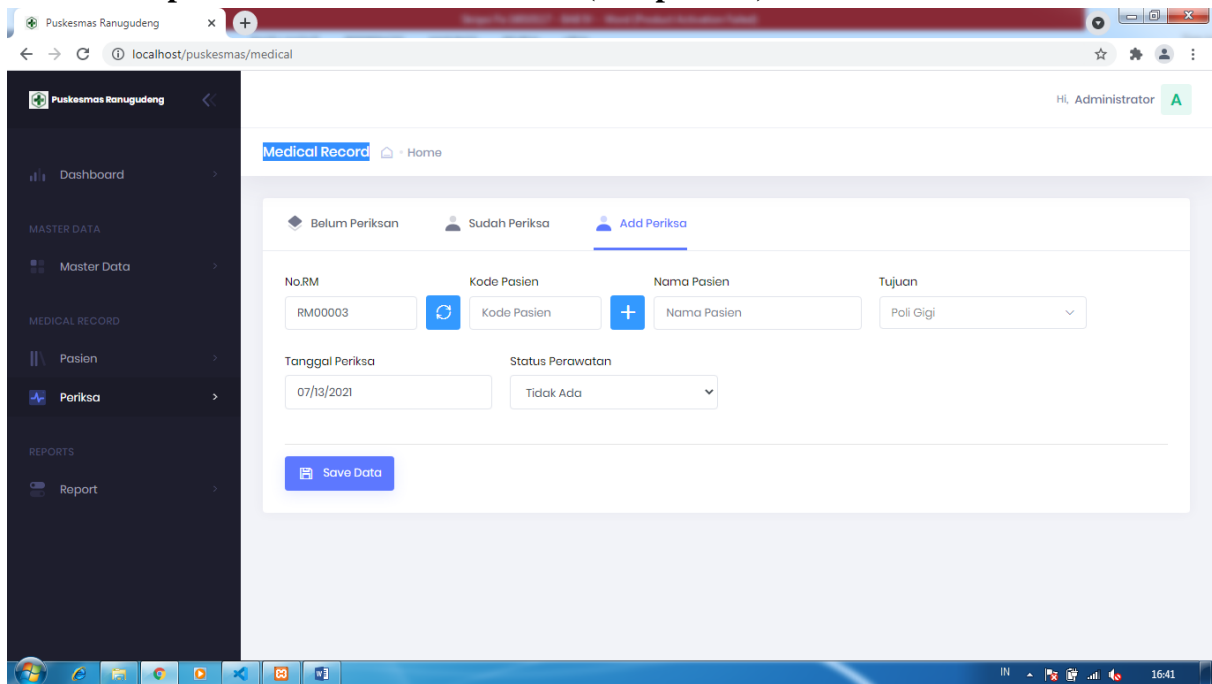 Puskesmas Ranugudeng
localhost/puskesmas/medical
Puskesmas Ranugudeng
Hi, Administrator A
Medical Record Home
Dashboard
Belum Periksan Sudah Periksa Add Periksa
MASTER DATA
Master Data
No.RM Kode Pasien Nama Pasien Tujuan
RM00003 Kode Pasien Nama Pasien Poli Gigi
MEDICAL RECORD
Pasien
Tanggal Periksa Status Perawatan
07/13/2021 Tidak Ada
Periksa
REPORTS
Save Data
Report
IN 16:41